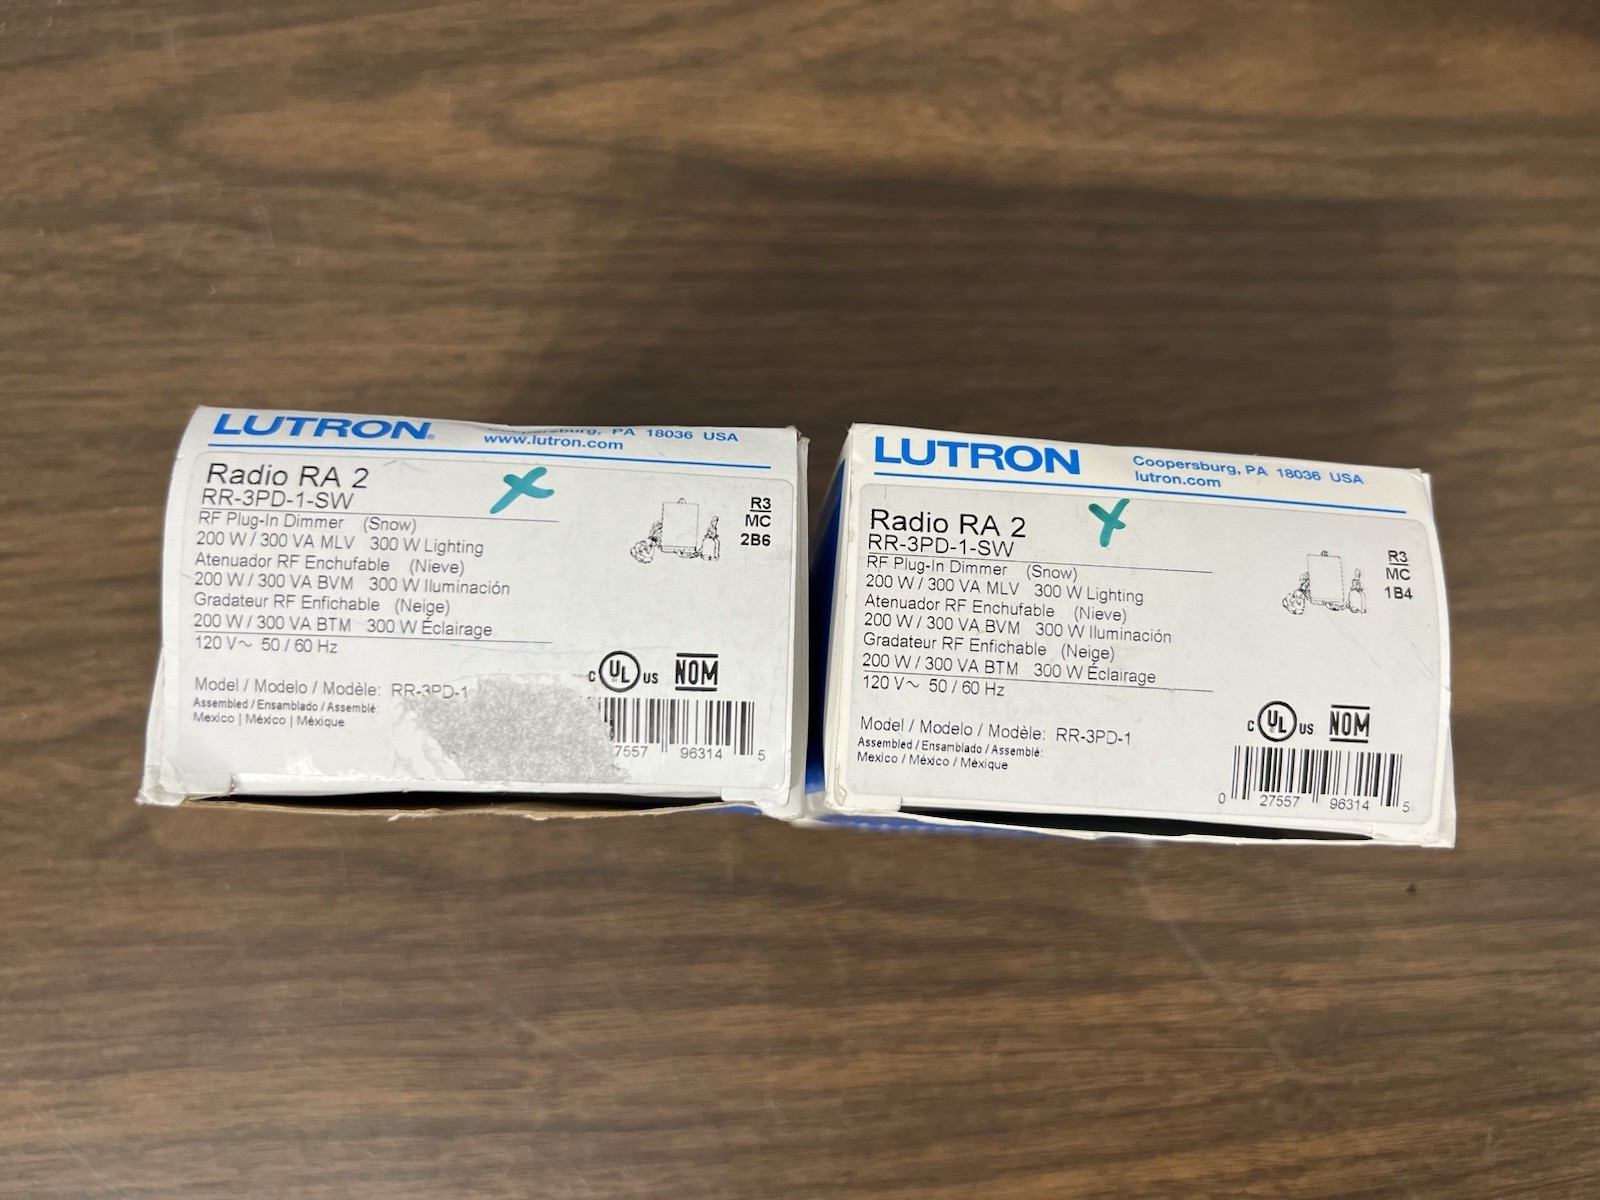 LUTRON®
Coopersburg, PA 18036 USA
www.lutron.com
Radio RA 2
RR-3PD-1-SW
RF Plug-In Dimmer (Snow)
200 W / 300 VA MLV 300 W Lighting
Atenuador RF Enchufable (Nieve)
200 W / 300 VA BVM 300 W Iluminación
Gradateur RF Enfichable (Neige)
200 W / 300 VA BTM 300 W Éclairage
120 V~ 50 / 60 Hz
R3
MC
2B6
Model / Modelo / Modèle: RR-3PD-1
Assembled / Ensamblado / Assemblé:
Mexico | México | Méxique
C UL US NOM
7557 96314 5
LUTRON
Coopersburg, PA 18036 USA
lutron.com
Radio RA 2
RR-3PD-1-SW
RF Plug-In Dimmer (Snow)
200 W / 300 VA MLV 300 W Lighting
Atenuador RF Enchufable (Nieve)
200 W / 300 VA BVM 300 W Iluminación
Gradateur RF Enfichable (Neige)
200 W / 300 VA BTM 300 W Éclairage
120 V~ 50 / 60 Hz
R3
MC
1B4
Model / Modelo / Modèle: RR-3PD-1
Assembled / Ensamblado / Assemblé:
Mexico / México / Méxique
C UL US NOM
0 27557 96314 5